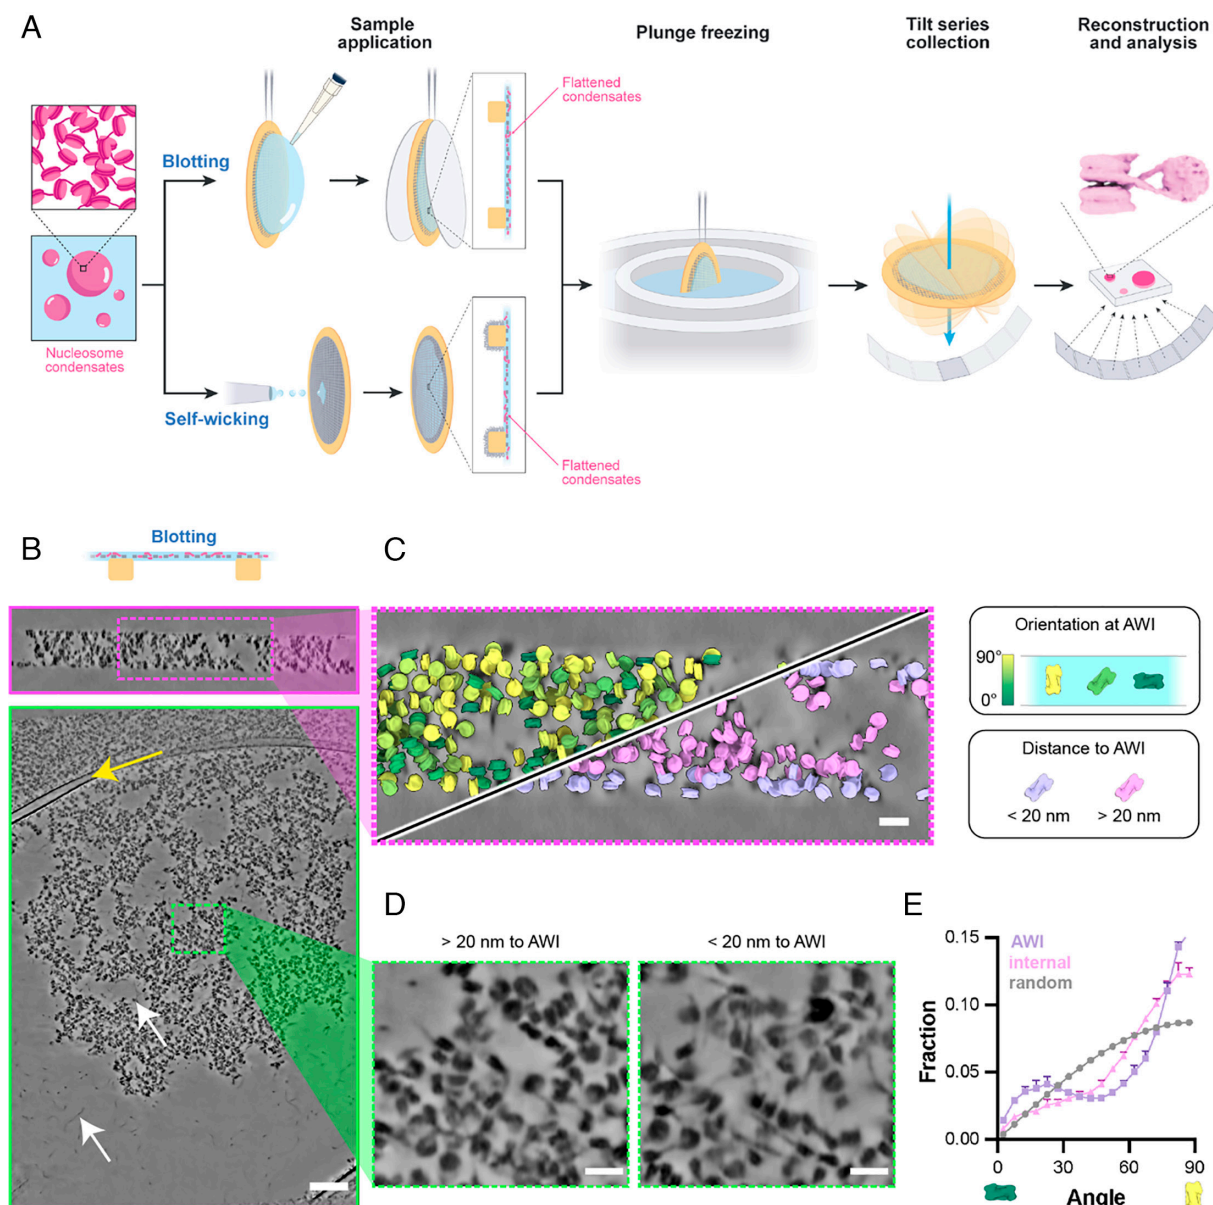 A
Sample
application
Plunge freezing
Tilt series
collection
Reconstruction
and analysis
Flattened
condensates
Blotting
Nucleosome
condensates
Self-wicking
Flattened
condensates
B
Blotting
C
Orientation at AWI
90°
0°
Distance to AWI
< 20 nm
> 20 nm
D
> 20 nm to AWI
< 20 nm to AWI
E
0.15
AWI
internal
random
0.10
Fraction
0.05
0.00
0
30
60
90
Angle